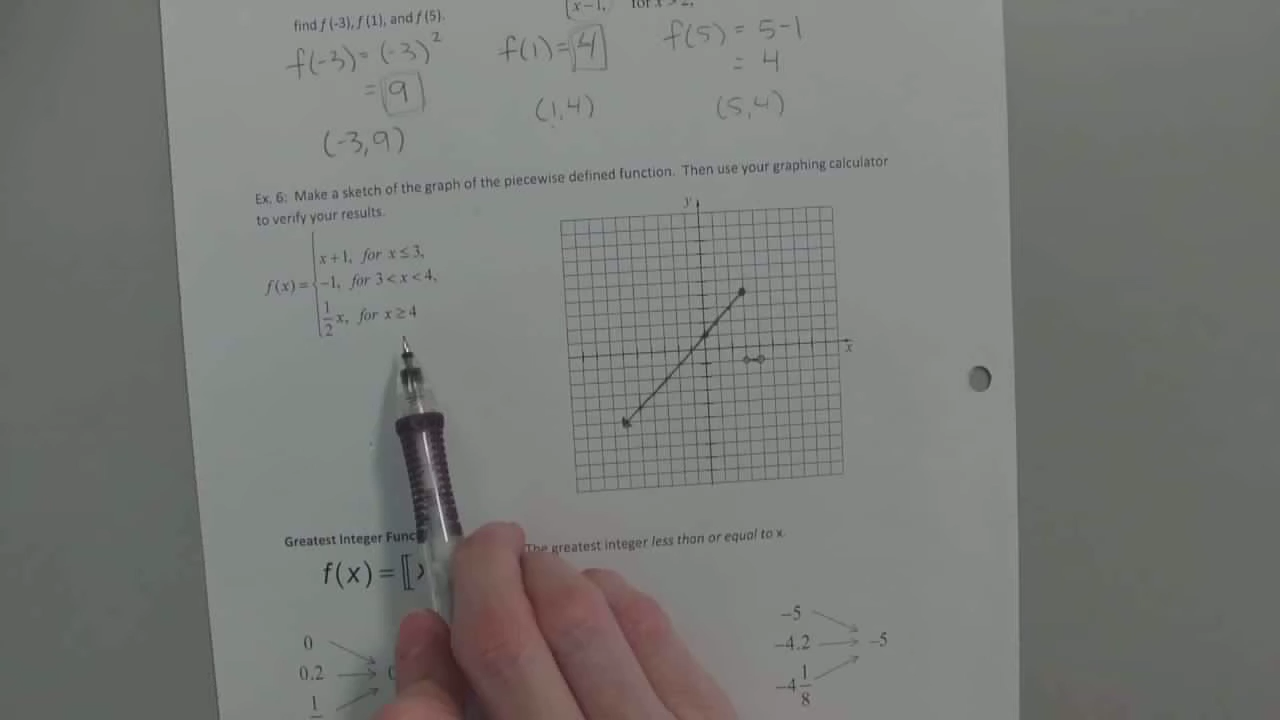 find f (-3), f (1), and f (5).
x−1, for x > 2,
f(-3) = (-3)²
= 9
(-3,9)
f(1) = 4
(1,4)
f(5) = 5-1
= 4
(5,4)
Ex. 6: Make a sketch of the graph of the piecewise defined function. Then use your graphing calculator
to verify your results.
x+1, for x ≤ 3,
f(x) = { −1, for 3 < x < 4,
1/2 x, for x ≥ 4
y
x
Greatest Integer Func
The greatest integer less than or equal to x.
f(x) = ⟦x
0
0.2
1
−5
−4.2 −5
−4 1/8